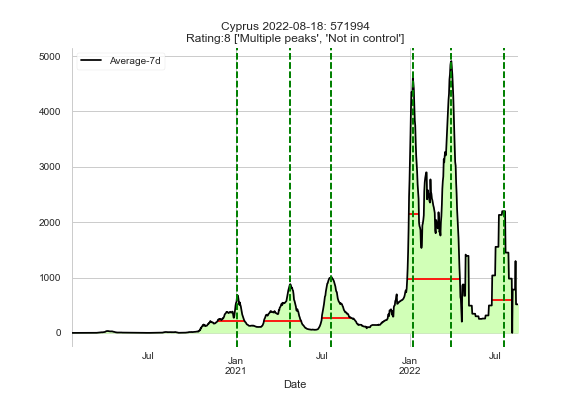 Cyprus 2022-08-18: 571994
Rating:8 ['Multiple peaks', 'Not in control']
Average-7d
5000
4000
3000
2000
1000
0
Jul
Jan
2021
Jul
Jan
2022
Jul
Date